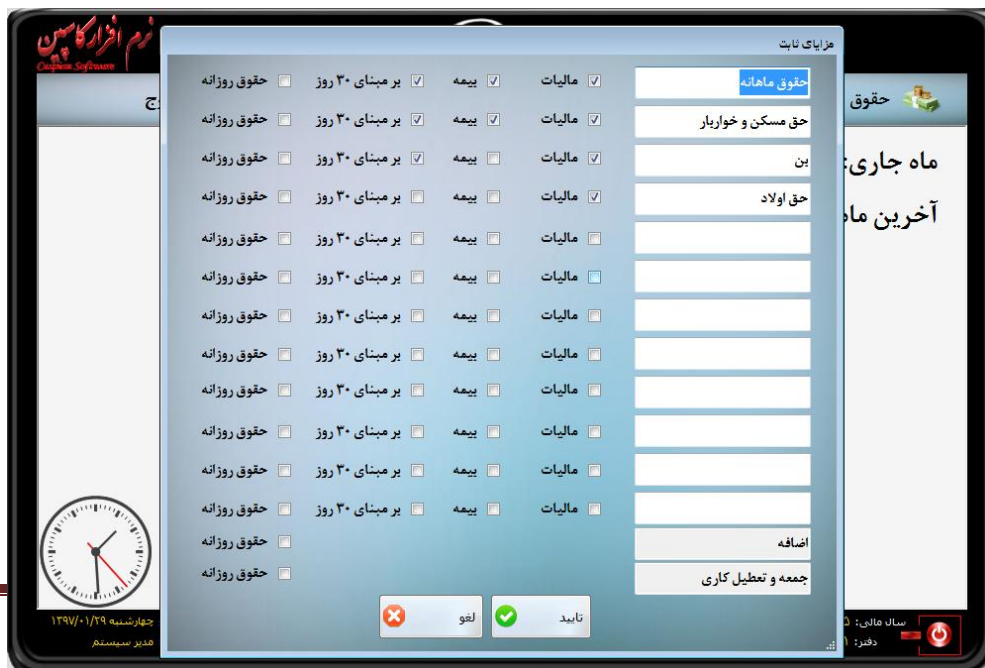 نرم افزار کاسپین
Caspian Software
مزایای ثابت
حقوق
حقوق ماهانه مالیات بیمه بر مبنای ۳۰ روز حقوق روزانه
حق مسکن و خواربار مالیات بیمه بر مبنای ۳۰ روز حقوق روزانه
بن مالیات بیمه بر مبنای ۳۰ روز حقوق روزانه
ماه جاری:
حق اولاد مالیات بیمه بر مبنای ۳۰ روز حقوق روزانه
آخرین ماه
مالیات بیمه بر مبنای ۳۰ روز حقوق روزانه
مالیات بیمه بر مبنای ۳۰ روز حقوق روزانه
مالیات بیمه بر مبنای ۳۰ روز حقوق روزانه
مالیات بیمه بر مبنای ۳۰ روز حقوق روزانه
مالیات بیمه بر مبنای ۳۰ روز حقوق روزانه
مالیات بیمه بر مبنای ۳۰ روز حقوق روزانه
مالیات بیمه بر مبنای ۳۰ روز حقوق روزانه
مالیات بیمه بر مبنای ۳۰ روز حقوق روزانه
اضافه حقوق روزانه
جمعه و تعطیل کاری حقوق روزانه
تایید لغو
سال مالی: ۵
دفتر: ۱
چهارشنبه ۱۳۹۷/۰۱/۲۹
مدیر سیستم